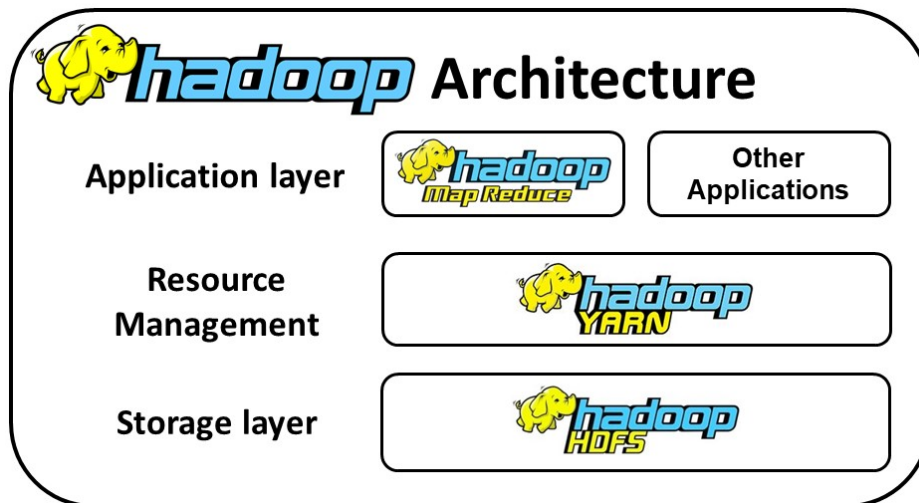 hadoop Architecture
Application layer
hadoop
Map Reduce
Other
Applications
Resource
Management
hadoop
YARN
Storage layer
hadoop
HDFS